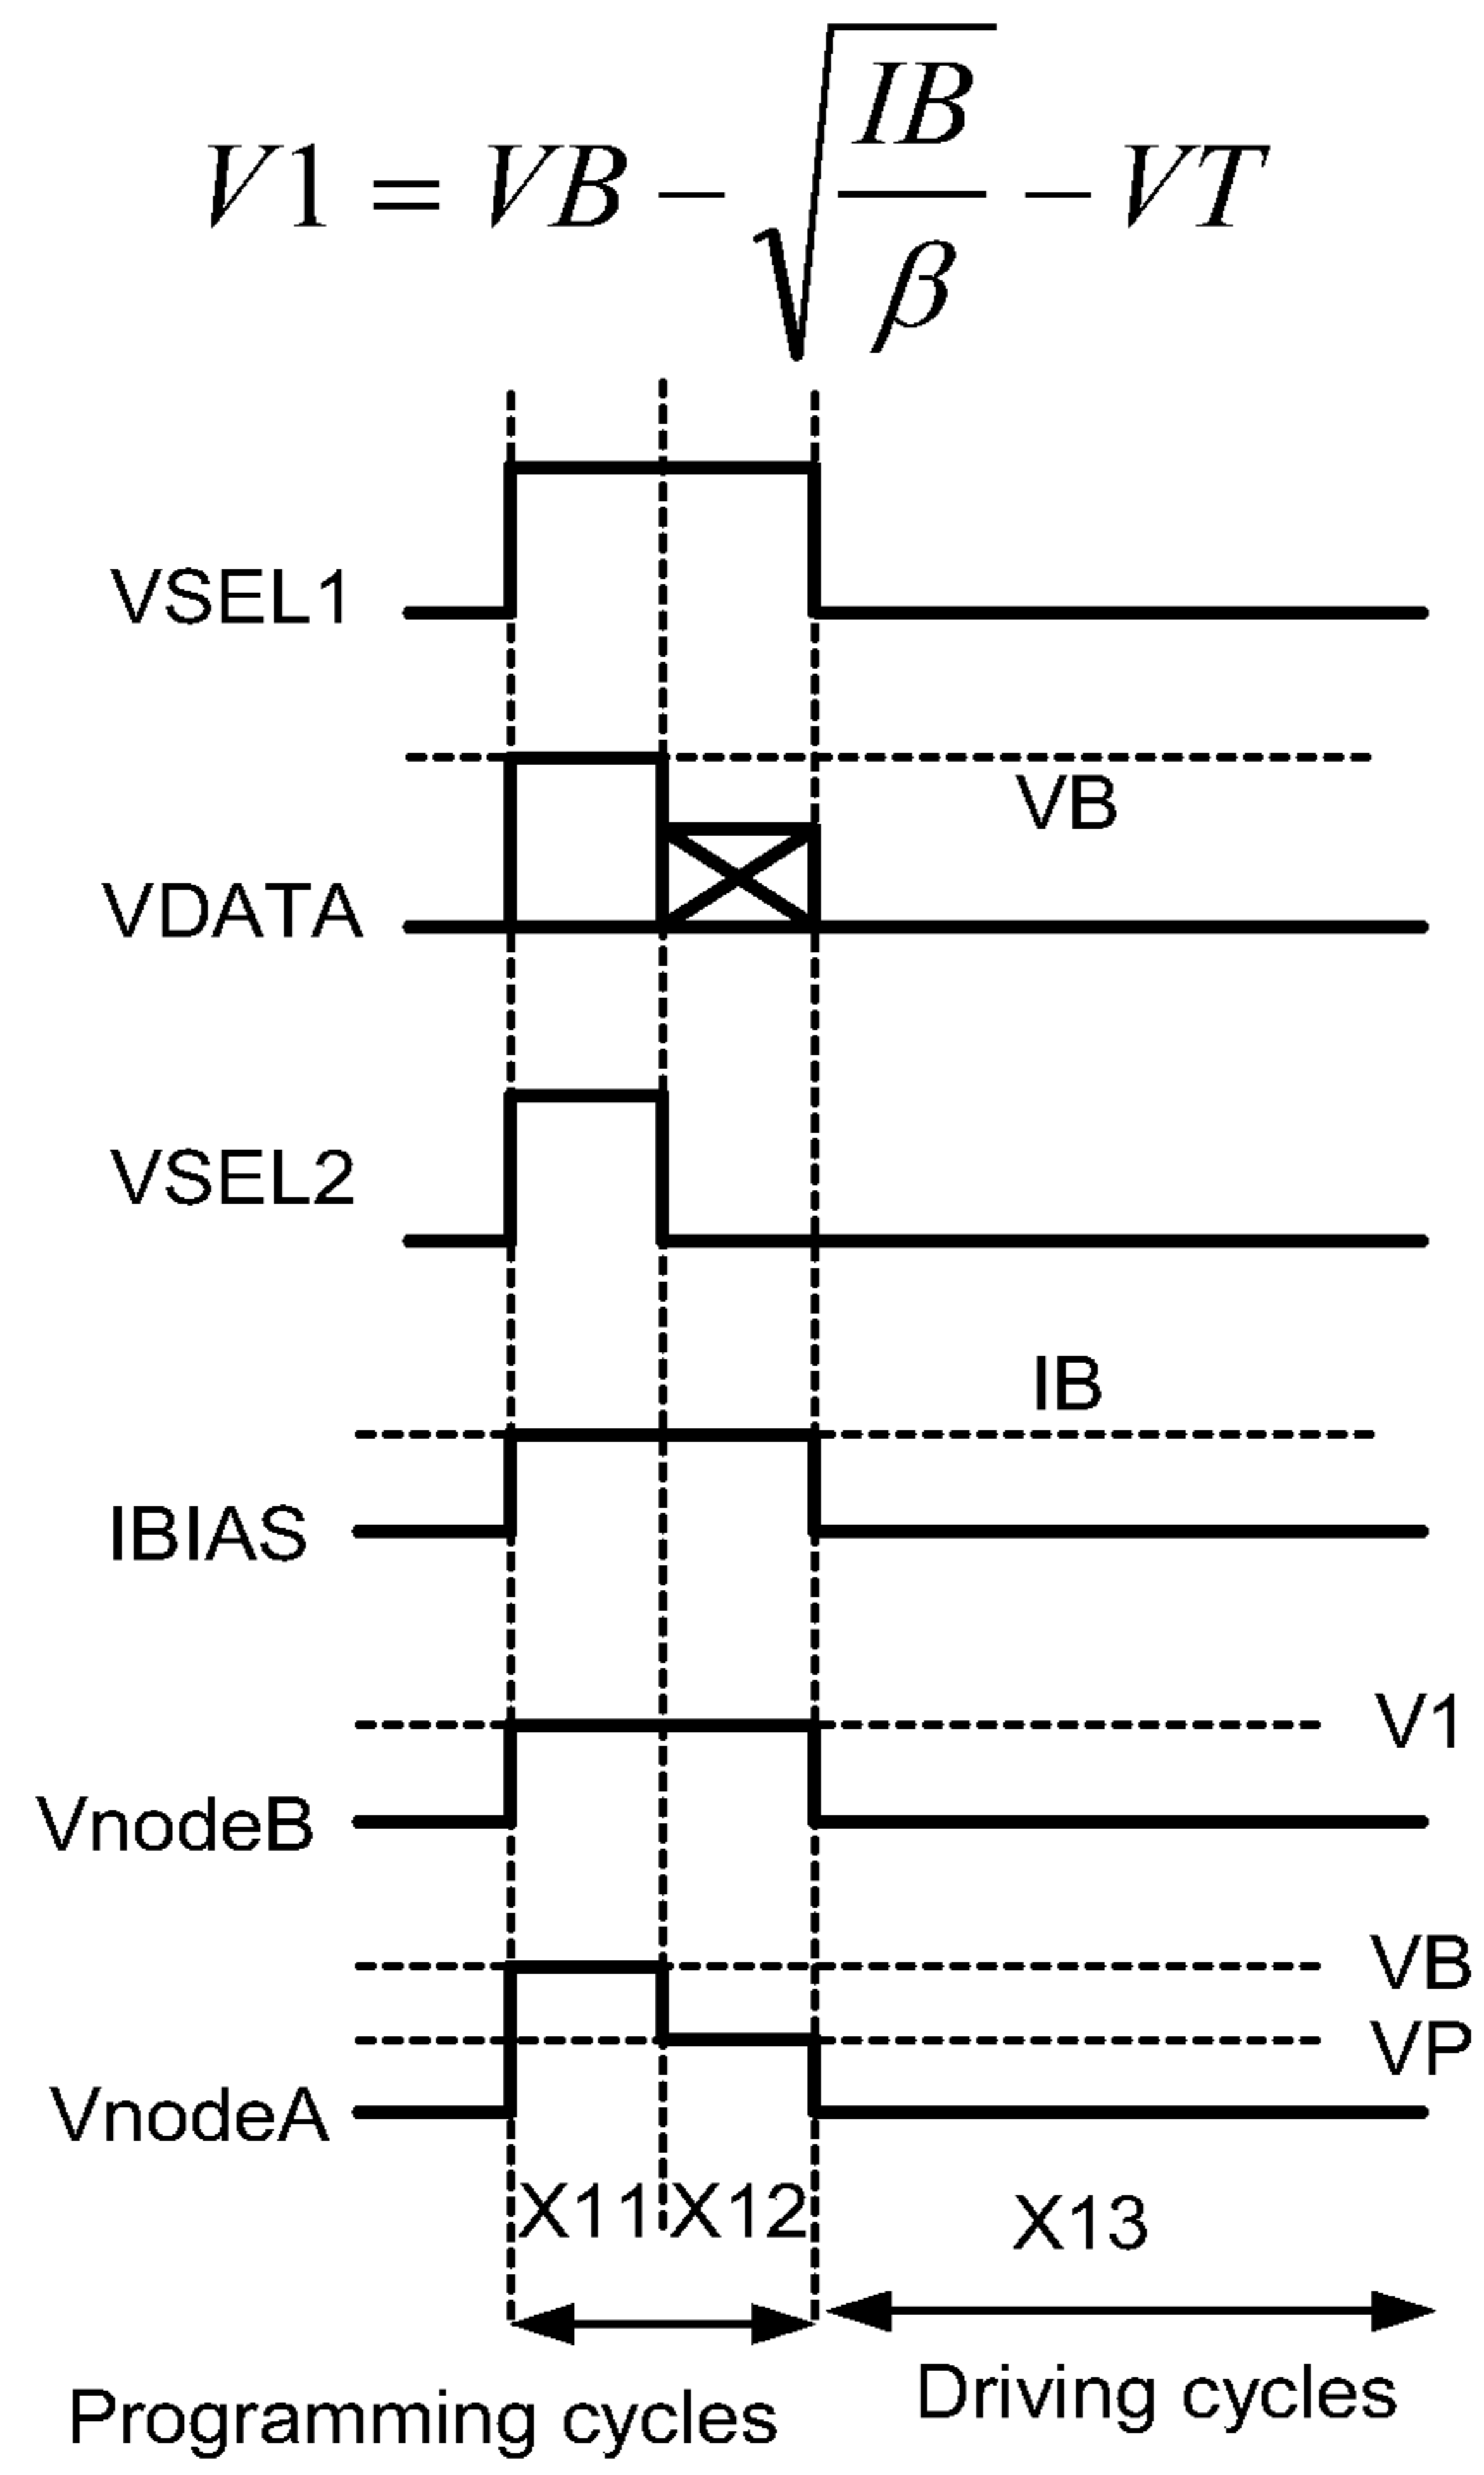 V1 = VB − √(IB/β) − VT
VSEL1
VB
VDATA
VSEL2
IB
IBIAS
V1
VnodeB
VB
VP
VnodeA
X11 X12 X13
Programming cycles Driving cycles